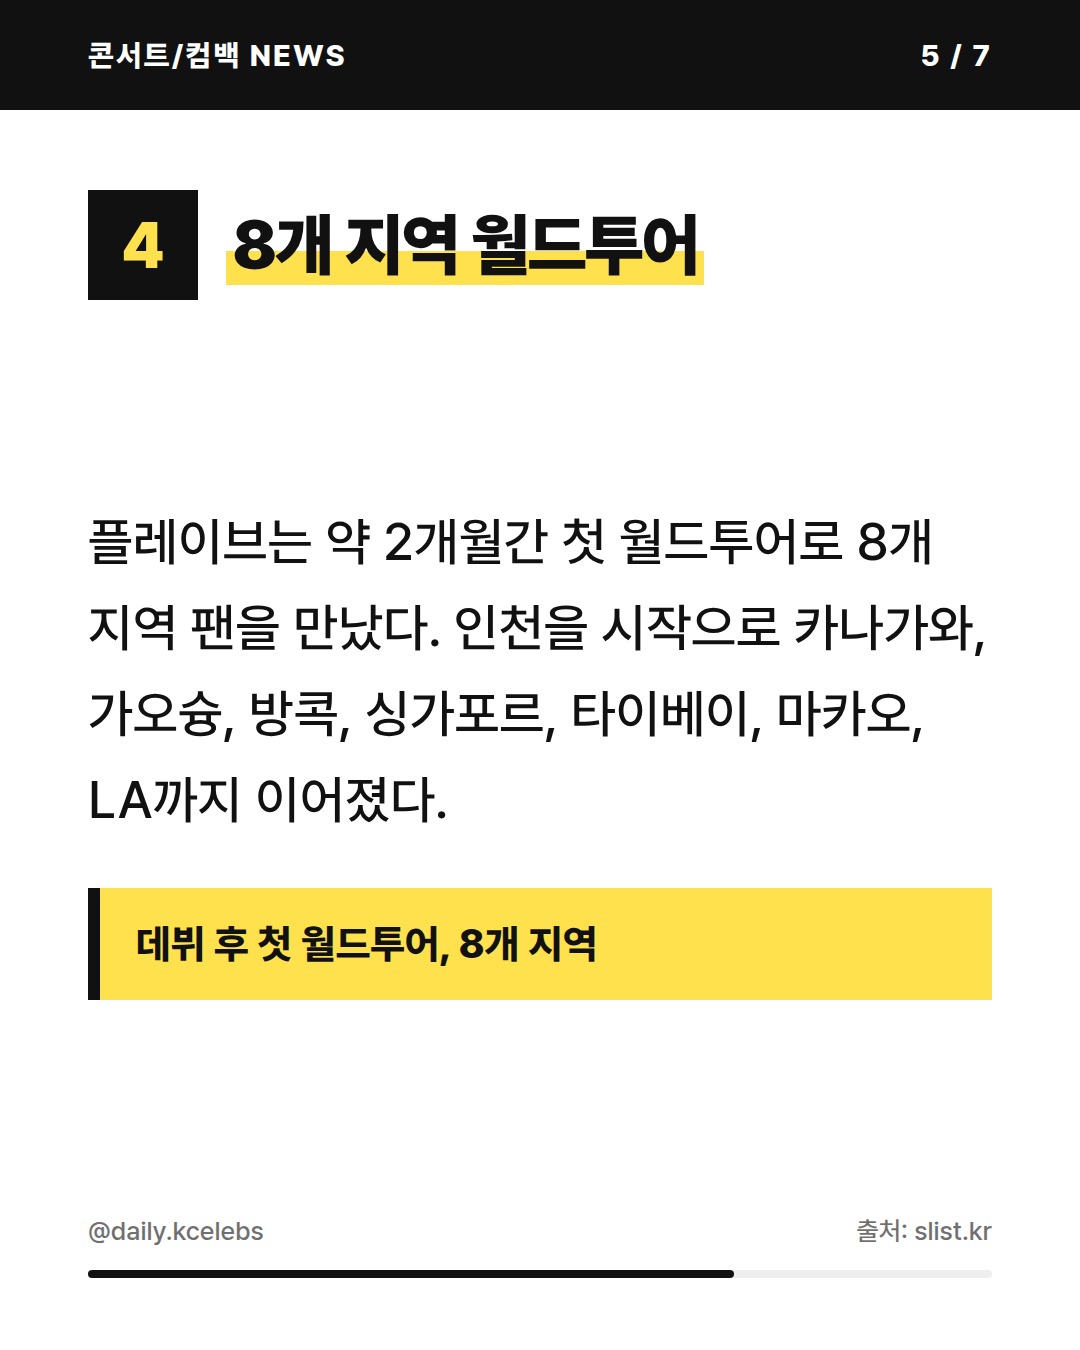 콘서트/컴백 NEWS
5 / 7
4
8개 지역 월드투어
플레이브는 약 2개월간 첫 월드투어로 8개
지역 팬을 만났다. 인천을 시작으로 카나가와,
가오슝, 방콕, 싱가포르, 타이베이, 마카오,
LA까지 이어졌다.
데뷔 후 첫 월드투어, 8개 지역
@daily.kcelebs
출처: slist.kr